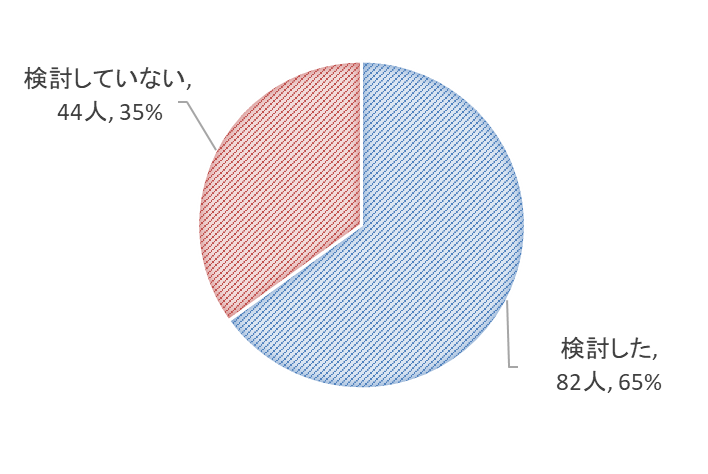 検討していない,
44人, 35%
検討した,
82人, 65%